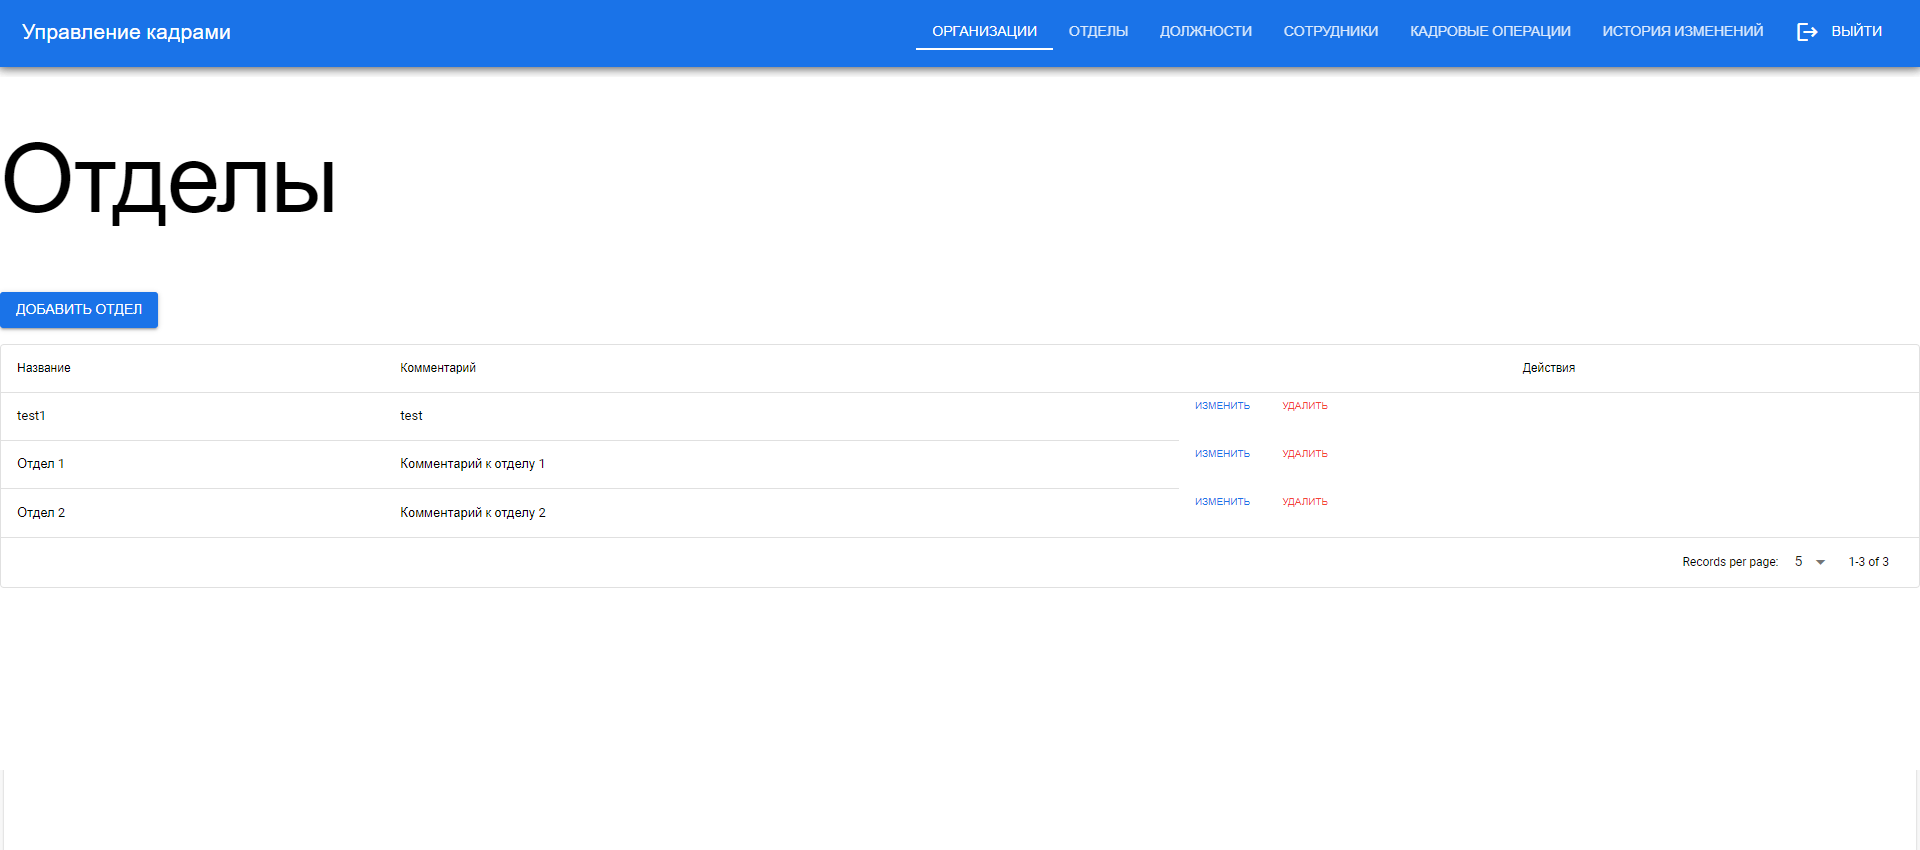 Управление кадрами ОРГАНИЗАЦИИ ОТДЕЛЫ ДОЛЖНОСТИ СОТРУДНИКИ КАДРОВЫЕ ОПЕРАЦИИ ИСТОРИЯ ИЗМЕНЕНИЙ ВЫЙТИ
Отделы
ДОБАВИТЬ ОТДЕЛ
Название Комментарий Действия
test1 test ИЗМЕНИТЬ УДАЛИТЬ
Отдел 1 Комментарий к отделу 1 ИЗМЕНИТЬ УДАЛИТЬ
Отдел 2 Комментарий к отделу 2 ИЗМЕНИТЬ УДАЛИТЬ
Records per page: 5 1-3 of 3